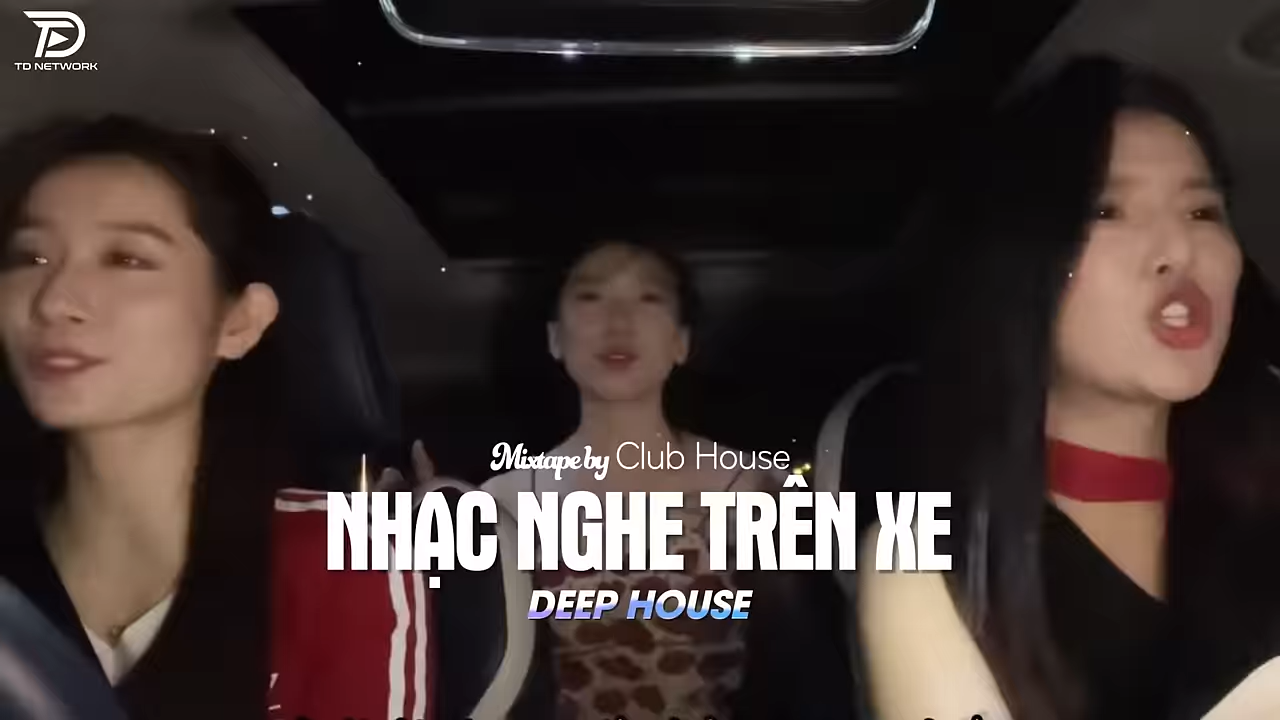 TD NETWORK
Mixtape by Club House
NHẠC NGHE TRÊN XE
DEEP HOUSE